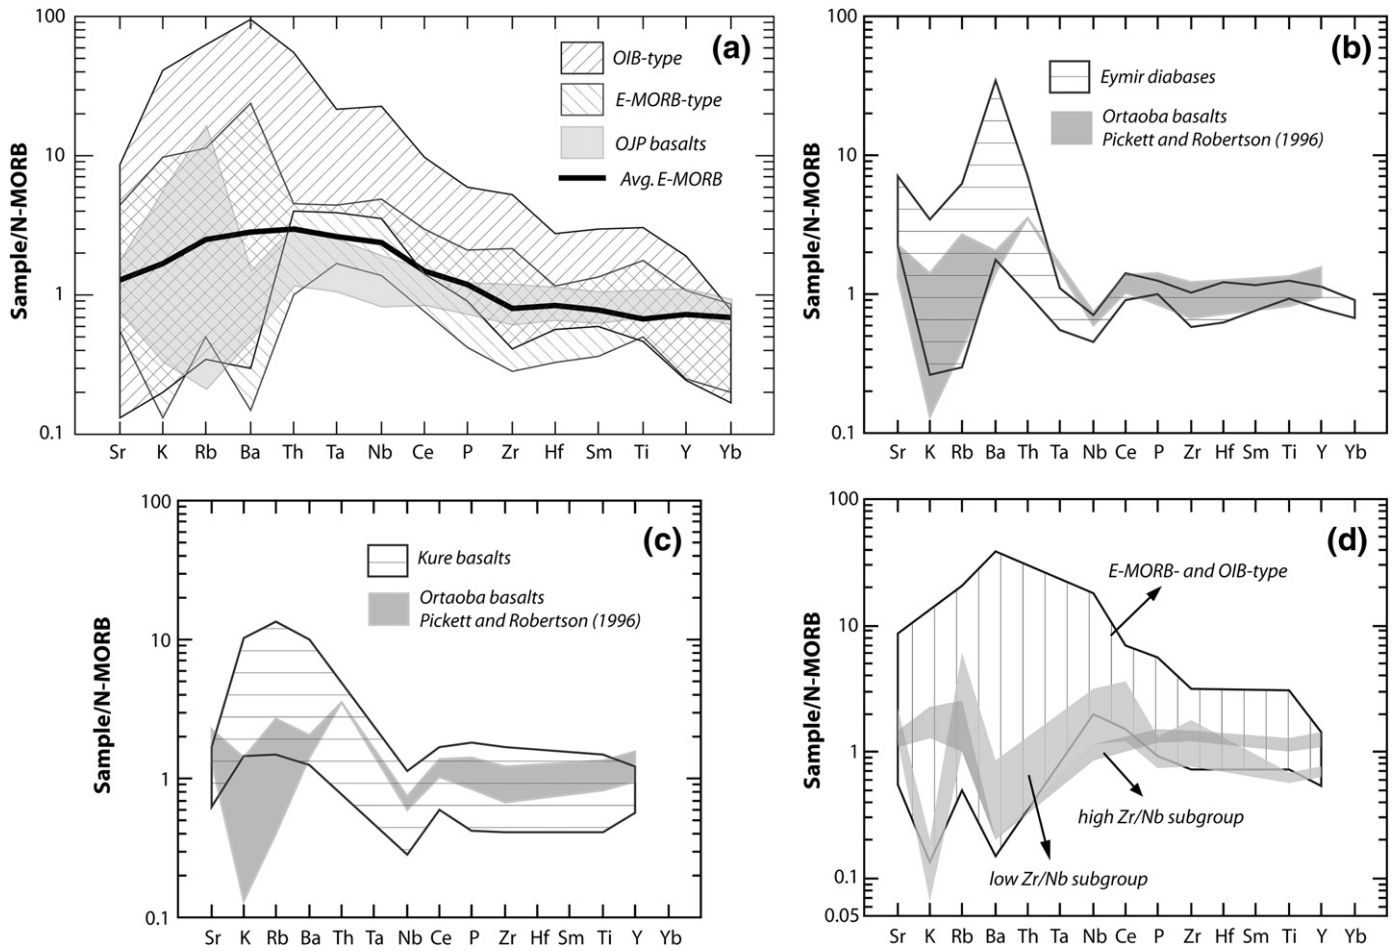 (a)
Sample/N-MORB
100
10
1
0.1
OIB-type
E-MORB-type
OJP basalts
Avg. E-MORB
Sr K Rb Ba Th Ta Nb Ce P Zr Hf Sm Ti Y Yb
(b)
Sample/N-MORB
100
10
1
0.1
Eymir diabases
Ortaoba basalts
Pickett and Robertson (1996)
Sr K Rb Ba Th Ta Nb Ce P Zr Hf Sm Ti Y Yb
(c)
Sample/N-MORB
100
10
1
0.1
Kure basalts
Ortaoba basalts
Pickett and Robertson (1996)
Sr K Rb Ba Th Ta Nb Ce P Zr Hf Sm Ti Y Yb
(d)
Sample/N-MORB
100
10
1
0.1
0.05
E-MORB- and OIB-type
high Zr/Nb subgroup
low Zr/Nb subgroup
Sr K Rb Ba Th Ta Nb Ce P Zr Hf Sm Ti Y Yb